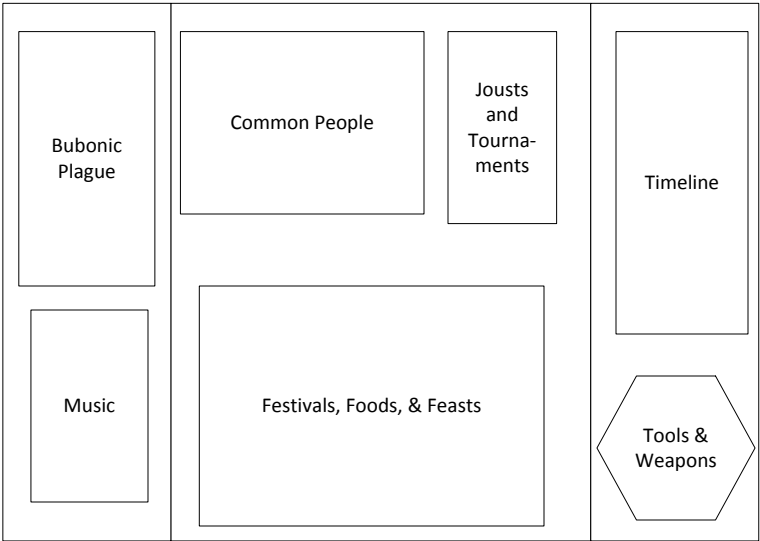 Bubonic
Plague
Common People
Jousts
and
Tourna-
ments
Timeline
Music
Festivals, Foods, & Feasts
Tools &
Weapons